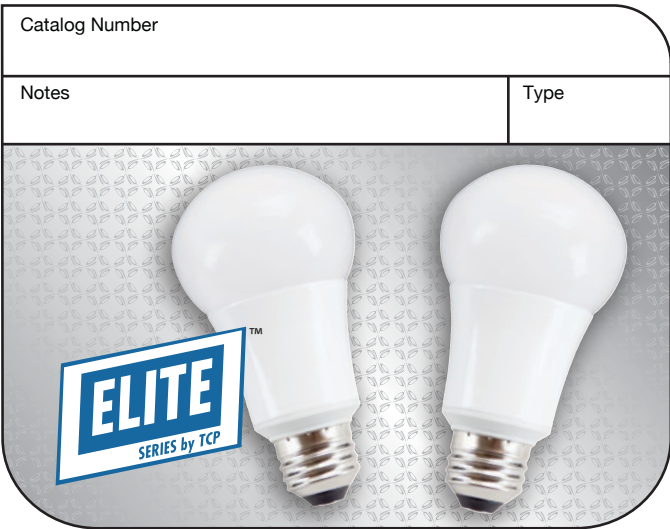 Catalog Number
Notes
Type
ELITE
™
SERIES by TCP